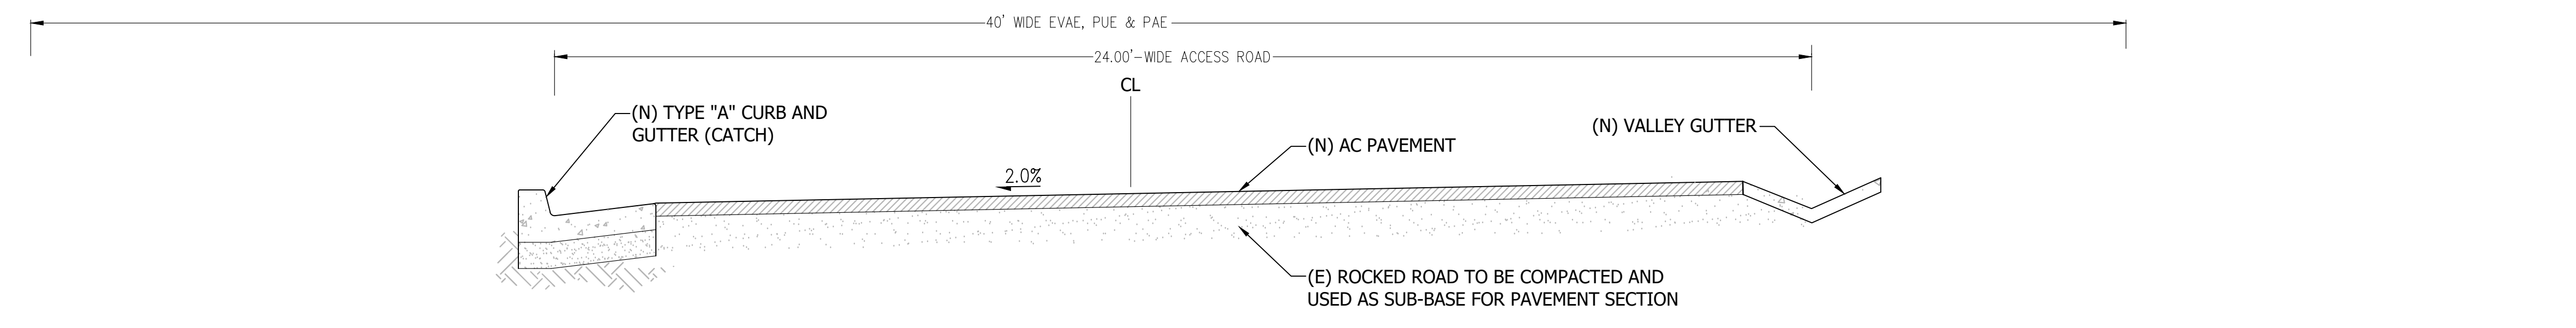 40' WIDE EVAE, PUE & PAE
24.00'-WIDE ACCESS ROAD
CL
(N) TYPE "A" CURB AND
GUTTER (CATCH)
(N) VALLEY GUTTER
(N) AC PAVEMENT
2.0%
(E) ROCKED ROAD TO BE COMPACTED AND
USED AS SUB-BASE FOR PAVEMENT SECTION